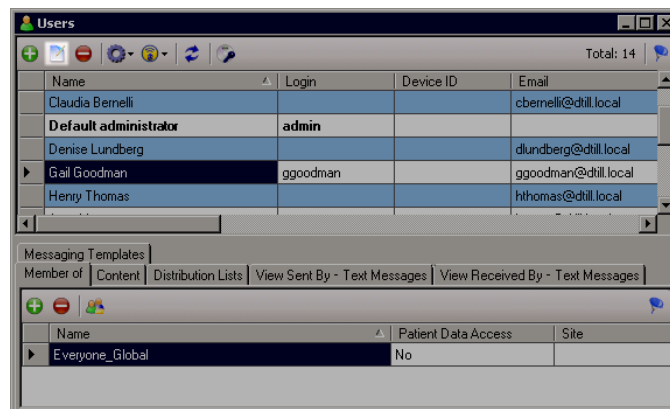 Users
Total: 14
Name Login Device ID Email
Claudia Bernelli cbernelli@dtill.local
Default administrator admin
Denise Lundberg dlundberg@dtill.local
Gail Goodman ggoodman ggoodman@dtill.local
Henry Thomas hthomas@dtill.local
Messaging Templates
Member of Content Distribution Lists View Sent By - Text Messages View Received By - Text Messages
Name Patient Data Access Site
Everyone_Global No